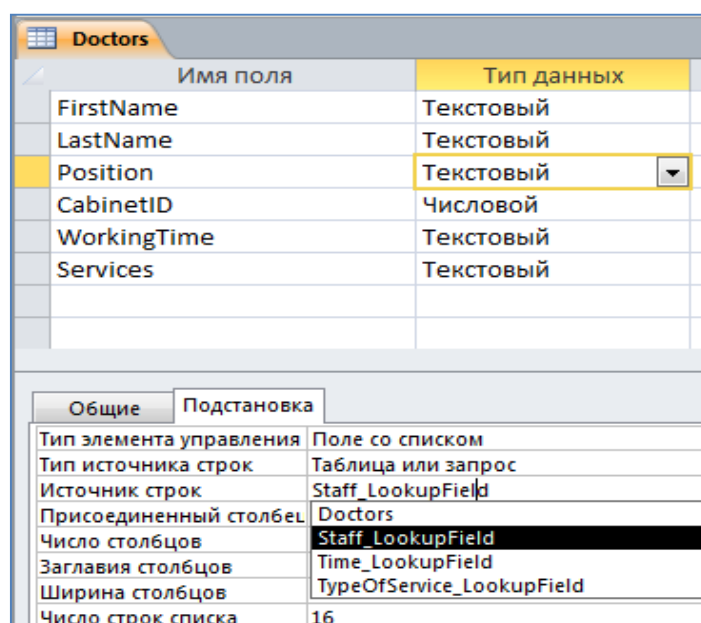 Doctors
Имя поля Тип данных
FirstName Текстовый
LastName Текстовый
Position Текстовый
CabinetID Числовой
WorkingTime Текстовый
Services Текстовый
Общие Подстановка
Тип элемента управления Поле со списком
Тип источника строк Таблица или запрос
Источник строк Staff_LookupField
Присоединенный столбец Doctors
Число столбцов Staff_LookupField
Заглавия столбцов Time_LookupField
Ширина столбцов TypeOfService_LookupField
Число строк списка 16